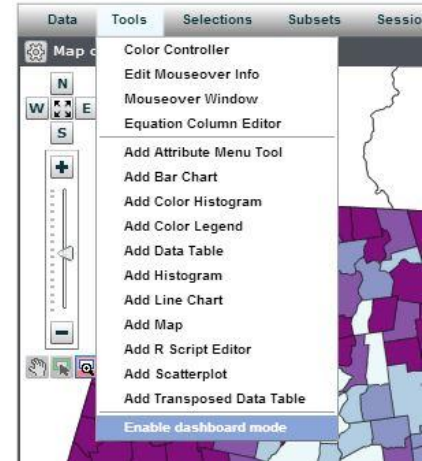 Data Tools Selections Subsets Sessio
Map o
Color Controller
Edit Mouseover Info
Mouseover Window
Equation Column Editor
Add Attribute Menu Tool
Add Bar Chart
Add Color Histogram
Add Color Legend
Add Data Table
Add Histogram
Add Line Chart
Add Map
Add R Script Editor
Add Scatterplot
Add Transposed Data Table
Enable dashboard mode
N
W E
S